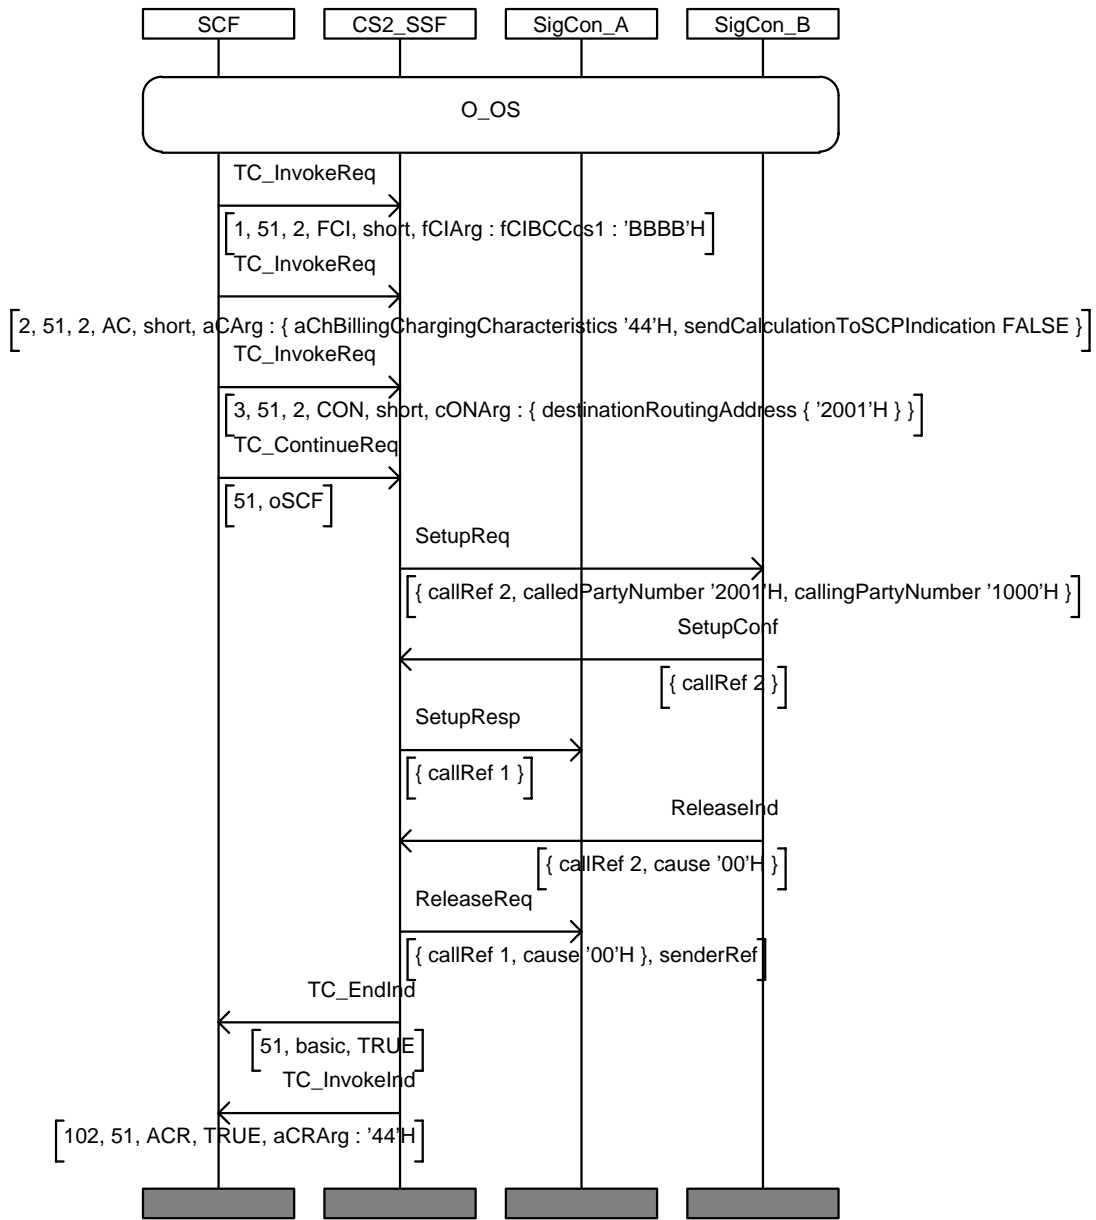 SCF CS2_SSF SigCon_A SigCon_B
O_OS
TC_InvokeReq
1, 51, 2, FCI, short, fCIArg : fCIBCCcs1 : ’BBBB’H
TC_InvokeReq
2, 51, 2, AC, short, aCArg : { aChBillingChargingCharacteristics ’44’H, sendCalculationToSCPIndication FALSE }
TC_InvokeReq
3, 51, 2, CON, short, cONArg : { destinationRoutingAddress { ’2001’H } }
TC_ContinueReq
51, oSCF
SetupReq
{ callRef 2, calledPartyNumber ’2001’H, callingPartyNumber ’1000’H }
SetupConf
{ callRef 2 }
SetupResp
{ callRef 1 }
ReleaseInd
{ callRef 2, cause ’00’H }
ReleaseReq
{ callRef 1, cause ’00’H }, senderRef
TC_EndInd
51, basic, TRUE
TC_InvokeInd
102, 51, ACR, TRUE, aCRArg : ’44’H